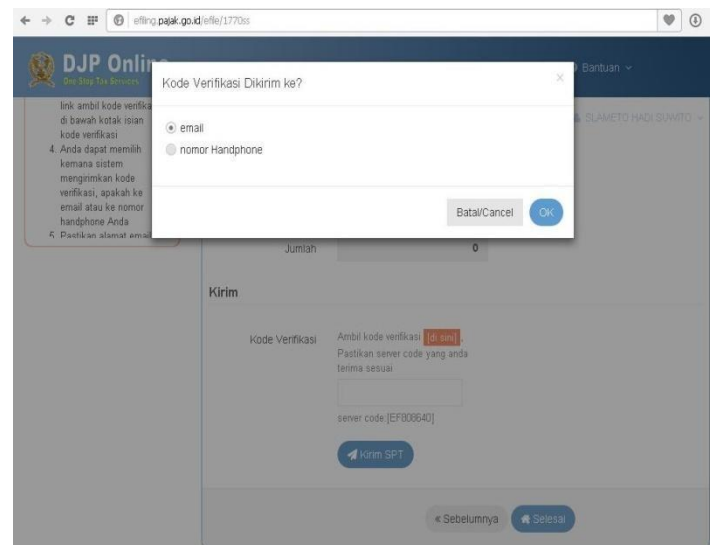 efiling.pajak.go.id/efile/1770ss
DJP Onlin
One Stop Tax Services
Bantuan
Kode Verifikasi Dikirim ke?
×
email
nomor Handphone
Batal/Cancel
OK
SLAMETO HADI SUWITO
link ambil kode verifika
di bawah kotak isian
kode verifikasi
4. Anda dapat memilih
kemana sistem
mengirimkan kode
verifikasi, apakah ke
email atau ke nomor
handphone Anda
5. Pastikan alamat email
Jumlah
0
Kirim
Kode Verifikasi
Ambil kode verifikasi [di sini] .
Pastikan server code yang anda
terima sesuai
server code [EF808640]
Kirim SPT
« Sebelumnya
Selesai